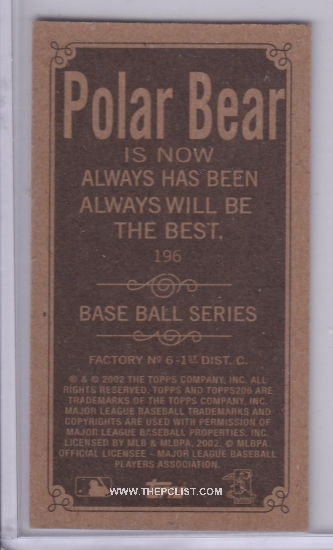 Polar Bear
IS NOW
ALWAYS HAS BEEN
ALWAYS WILL BE
THE BEST.
196
BASE BALL SERIES
FACTORY Nº 6-1ST DIST. C.
® & © 2002 THE TOPPS COMPANY, INC. ALL
RIGHTS RESERVED. TOPPS AND TOPPS206 ARE
TRADEMARKS OF THE TOPPS COMPANY, INC.
MAJOR LEAGUE BASEBALL TRADEMARKS AND
COPYRIGHTS ARE USED WITH PERMISSION OF
MAJOR LEAGUE BASEBALL PROPERTIES, INC.
LICENSED BY MLB & MLBPA, 2002. © MLBPA.
OFFICIAL LICENSEE - MAJOR LEAGUE BASEBALL
PLAYERS ASSOCIATION.
topps
WWW.THEPCLIST.COM